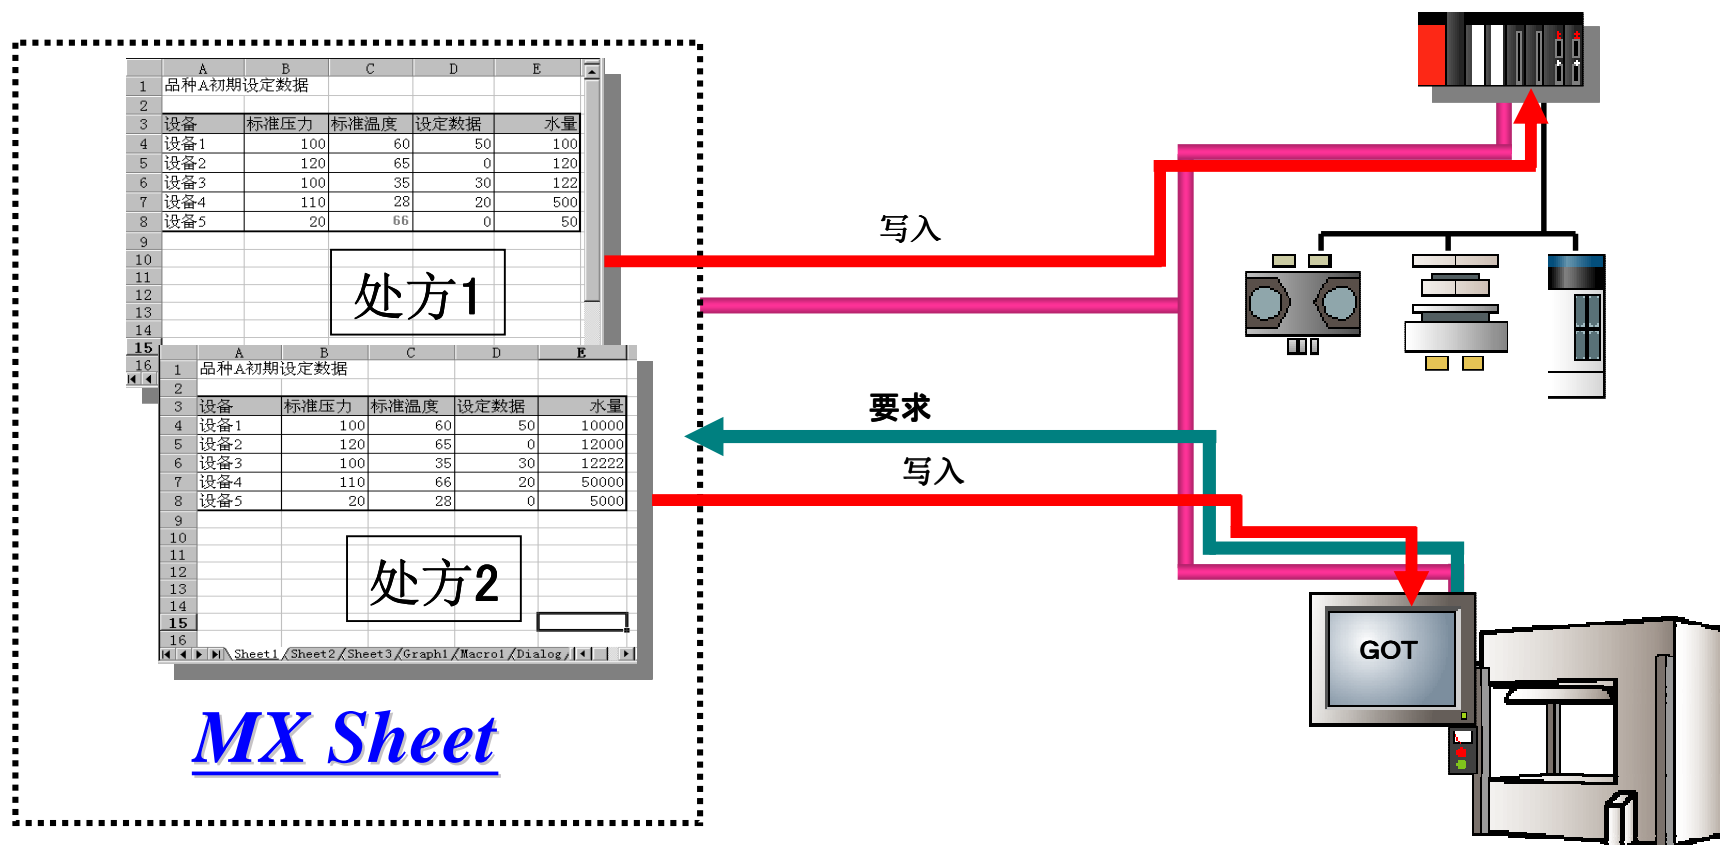 A B C D E
1 品种A初期设定数据
2
3 设备 标准压力 标准温度 设定数据 水量
4 设备1 100 60 50 100
5 设备2 120 65 0 120
6 设备3 100 35 30 122
7 设备4 110 28 20 500
8 设备5 20 66 0 50
9
10
11
12
13
14
15
16
处方1
A B C D E
1 品种A初期设定数据
2
3 设备 标准压力 标准温度 设定数据 水量
4 设备1 100 60 50 10000
5 设备2 120 65 0 12000
6 设备3 100 35 30 12222
7 设备4 110 66 20 50000
8 设备5 20 28 0 5000
9
10
11
12
13
14
15
16
处方2
Sheet1 Sheet2 Sheet3 Graph1 Macro1 Dialog
MX Sheet
写入
要求
写入
GOT